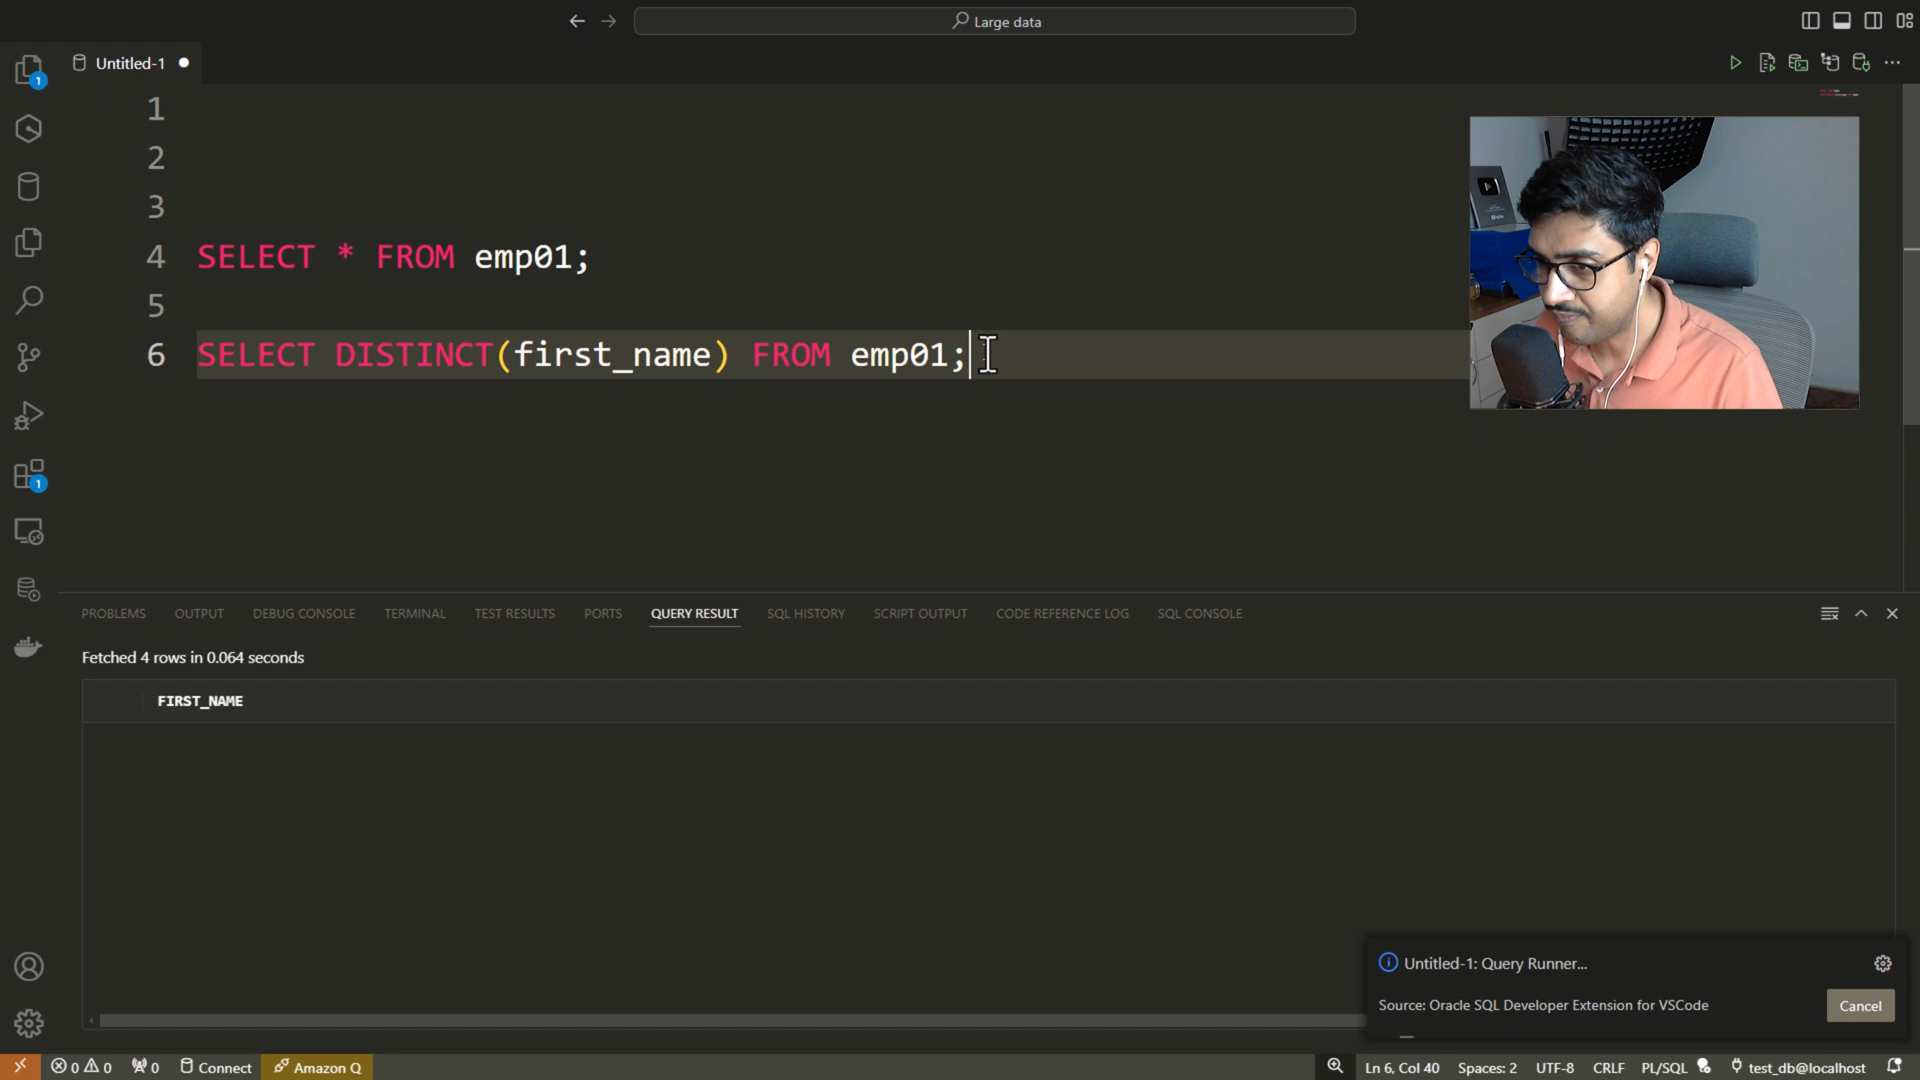 Large data
1
Untitled-1
1
2
3
4 SELECT * FROM emp01;
5
6 SELECT DISTINCT(first_name) FROM emp01;
1
PROBLEMS OUTPUT DEBUG CONSOLE TERMINAL TEST RESULTS PORTS QUERY RESULT SQL HISTORY SCRIPT OUTPUT CODE REFERENCE LOG SQL CONSOLE
Fetched 4 rows in 0.064 seconds
FIRST_NAME
Untitled-1: Query Runner...
Source: Oracle SQL Developer Extension for VSCode
Cancel
0 0 0 Connect Amazon Q Ln 6, Col 40 Spaces: 2 UTF-8 CRLF PL/SQL test_db@localhost